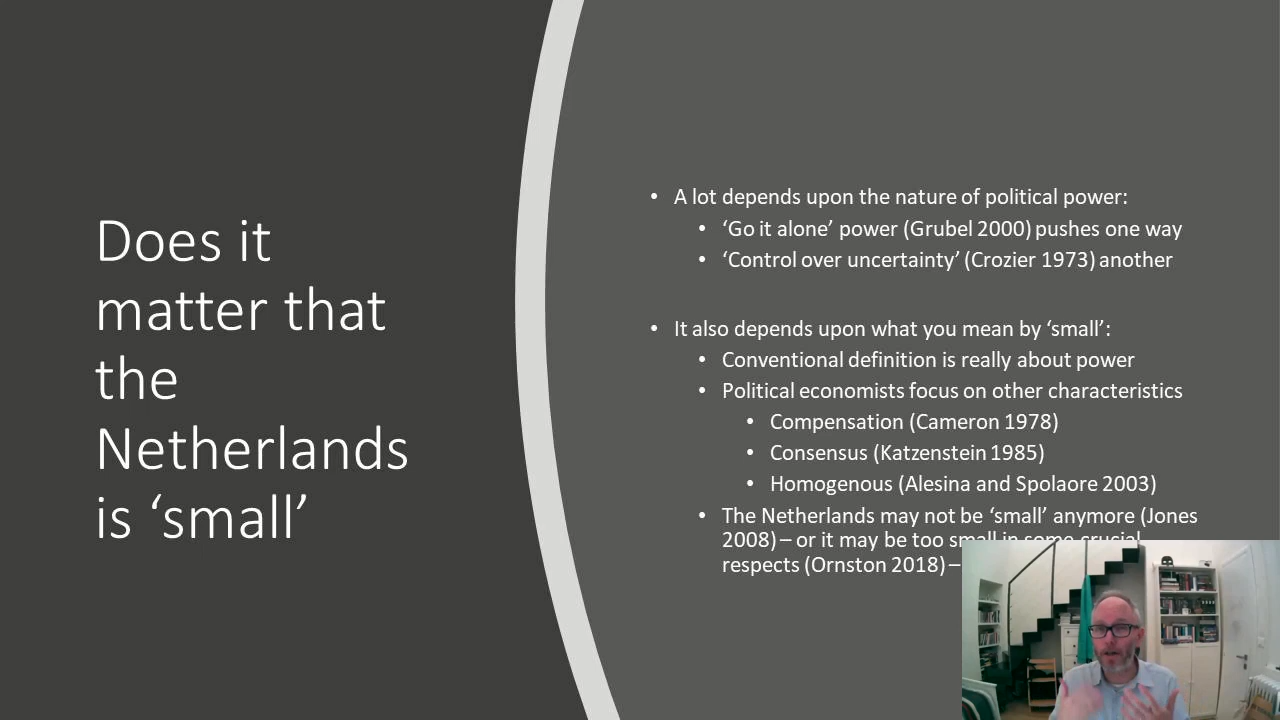 Does it
matter that
the
Netherlands
is ‘small’
• A lot depends upon the nature of political power:
• ‘Go it alone’ power (Grubel 2000) pushes one way
• ‘Control over uncertainty’ (Crozier 1973) another
• It also depends upon what you mean by ‘small’:
• Conventional definition is really about power
• Political economists focus on other characteristics
• Compensation (Cameron 1978)
• Consensus (Katzenstein 1985)
• Homogenous (Alesina and Spolaore 2003)
• The Netherlands may not be ‘small’ anymore (Jones
2008) – or it may be too small in some crucial
respects (Ornston 2018) –